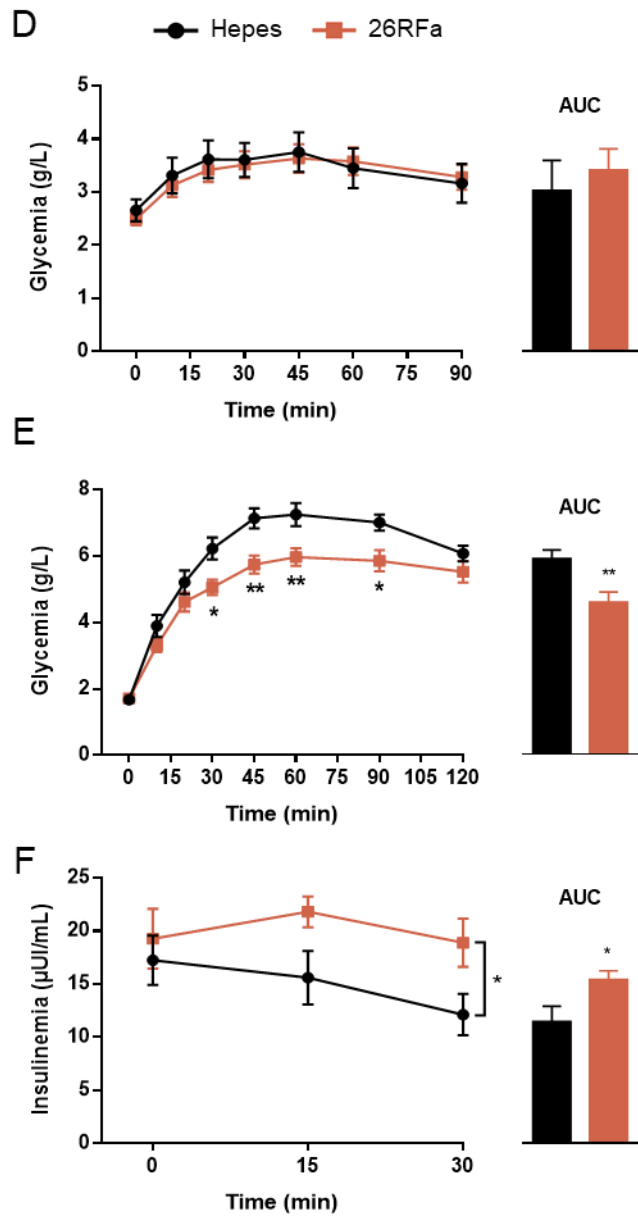 D
Hepes 26RFa
AUC
Glycemia (g/L)
5
4
3
2
1
0
0 15 30 45 60 75 90
Time (min)
E
AUC
Glycemia (g/L)
8
6
4
2
0
* ** ** *
**
0 15 30 45 60 75 90 105 120
Time (min)
F
AUC
Insulinemia (µUI/mL)
25
20
15
10
5
0
*
*
0 15 30
Time (min)